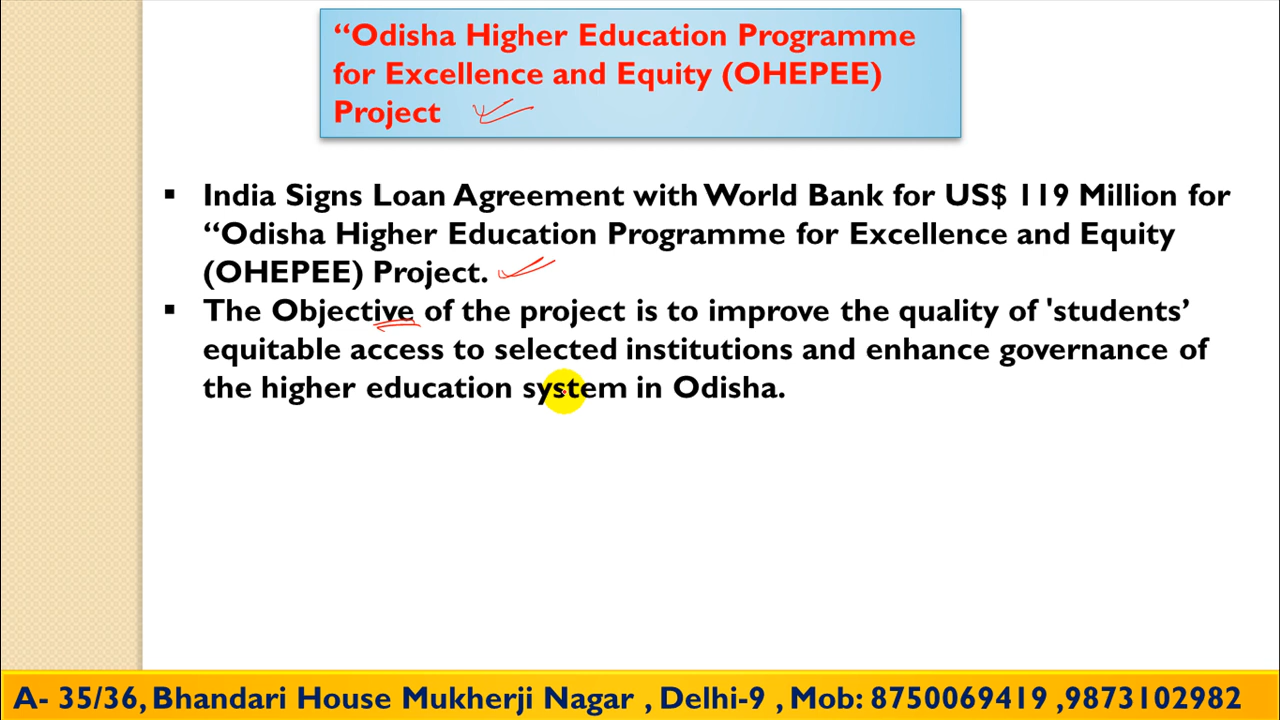 “Odisha Higher Education Programme
for Excellence and Equity (OHEPEE)
Project
▪ India Signs Loan Agreement with World Bank for US$ 119 Million for
“Odisha Higher Education Programme for Excellence and Equity
(OHEPEE) Project.
▪ The Objective of the project is to improve the quality of 'students’
equitable access to selected institutions and enhance governance of
the higher education system in Odisha.
A- 35/36, Bhandari House Mukherji Nagar , Delhi-9 , Mob: 8750069419 ,9873102982